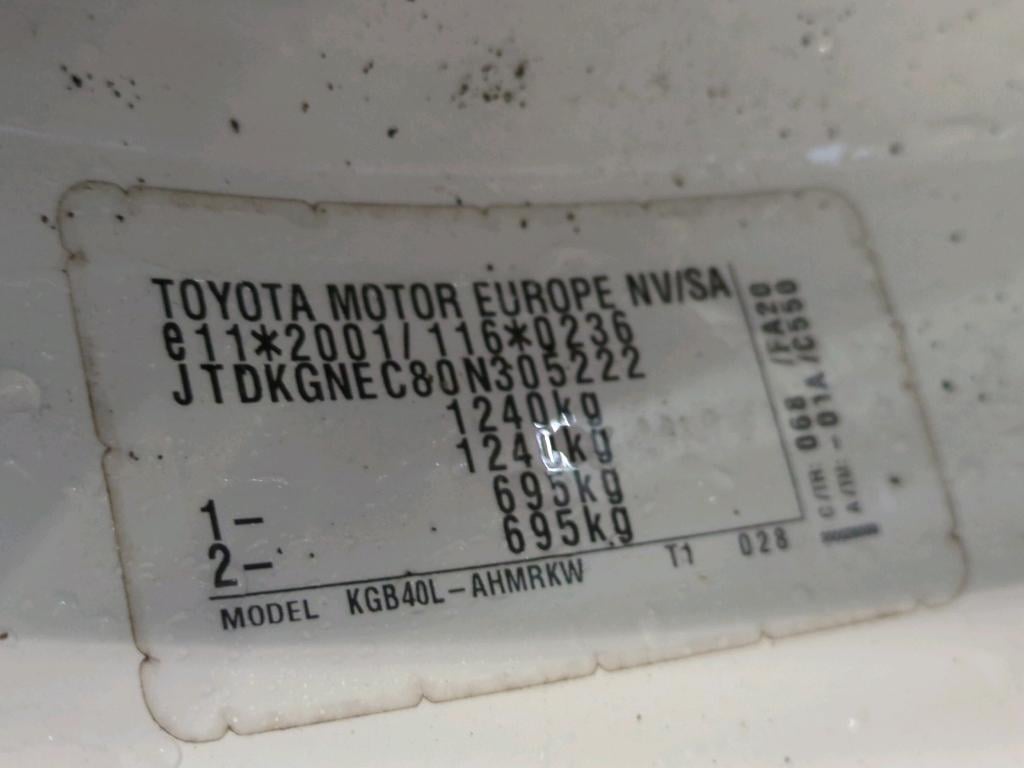 TOYOTA MOTOR EUROPE NV/SA
e11*2001/116*0236
JTDKGNEC80N305222
1240kg
1- 695kg
2- 695kg
MODEL KGB40L-AHMRKW T1 028
C/TR: 068 /FA20
A/TM: -01A /C550